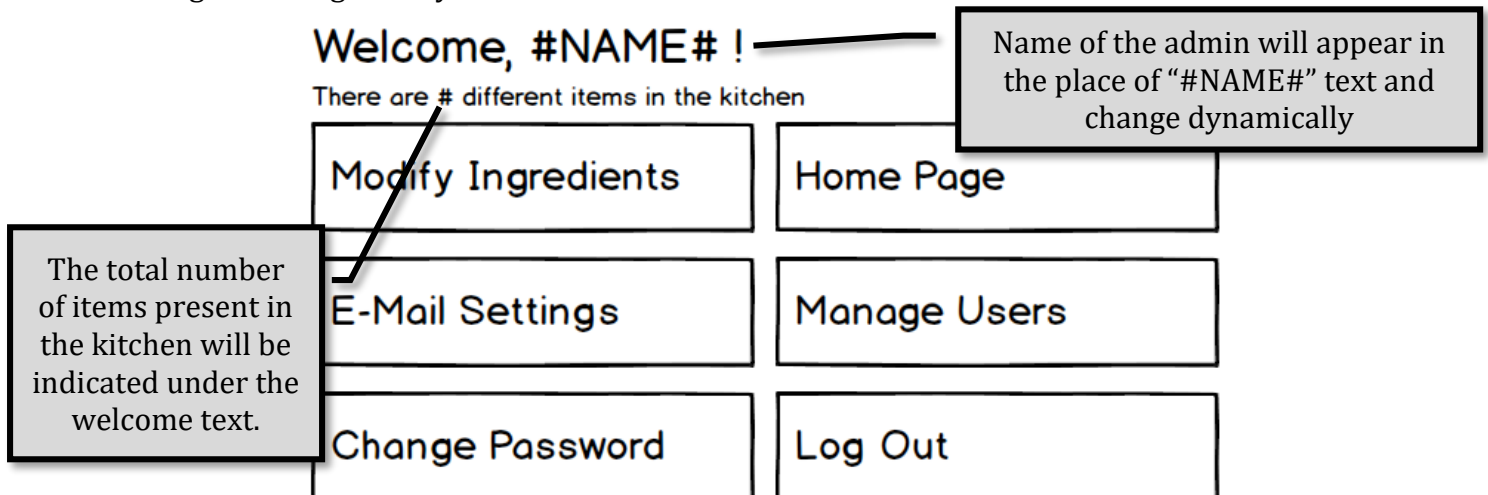 Welcome, #NAME# !
There are # different items in the kitchen
Name of the admin will appear in
the place of “#NAME#” text and
change dynamically
Modify Ingredients
Home Page
The total number
of items present in
the kitchen will be
indicated under the
welcome text.
E-Mail Settings
Manage Users
Change Password
Log Out